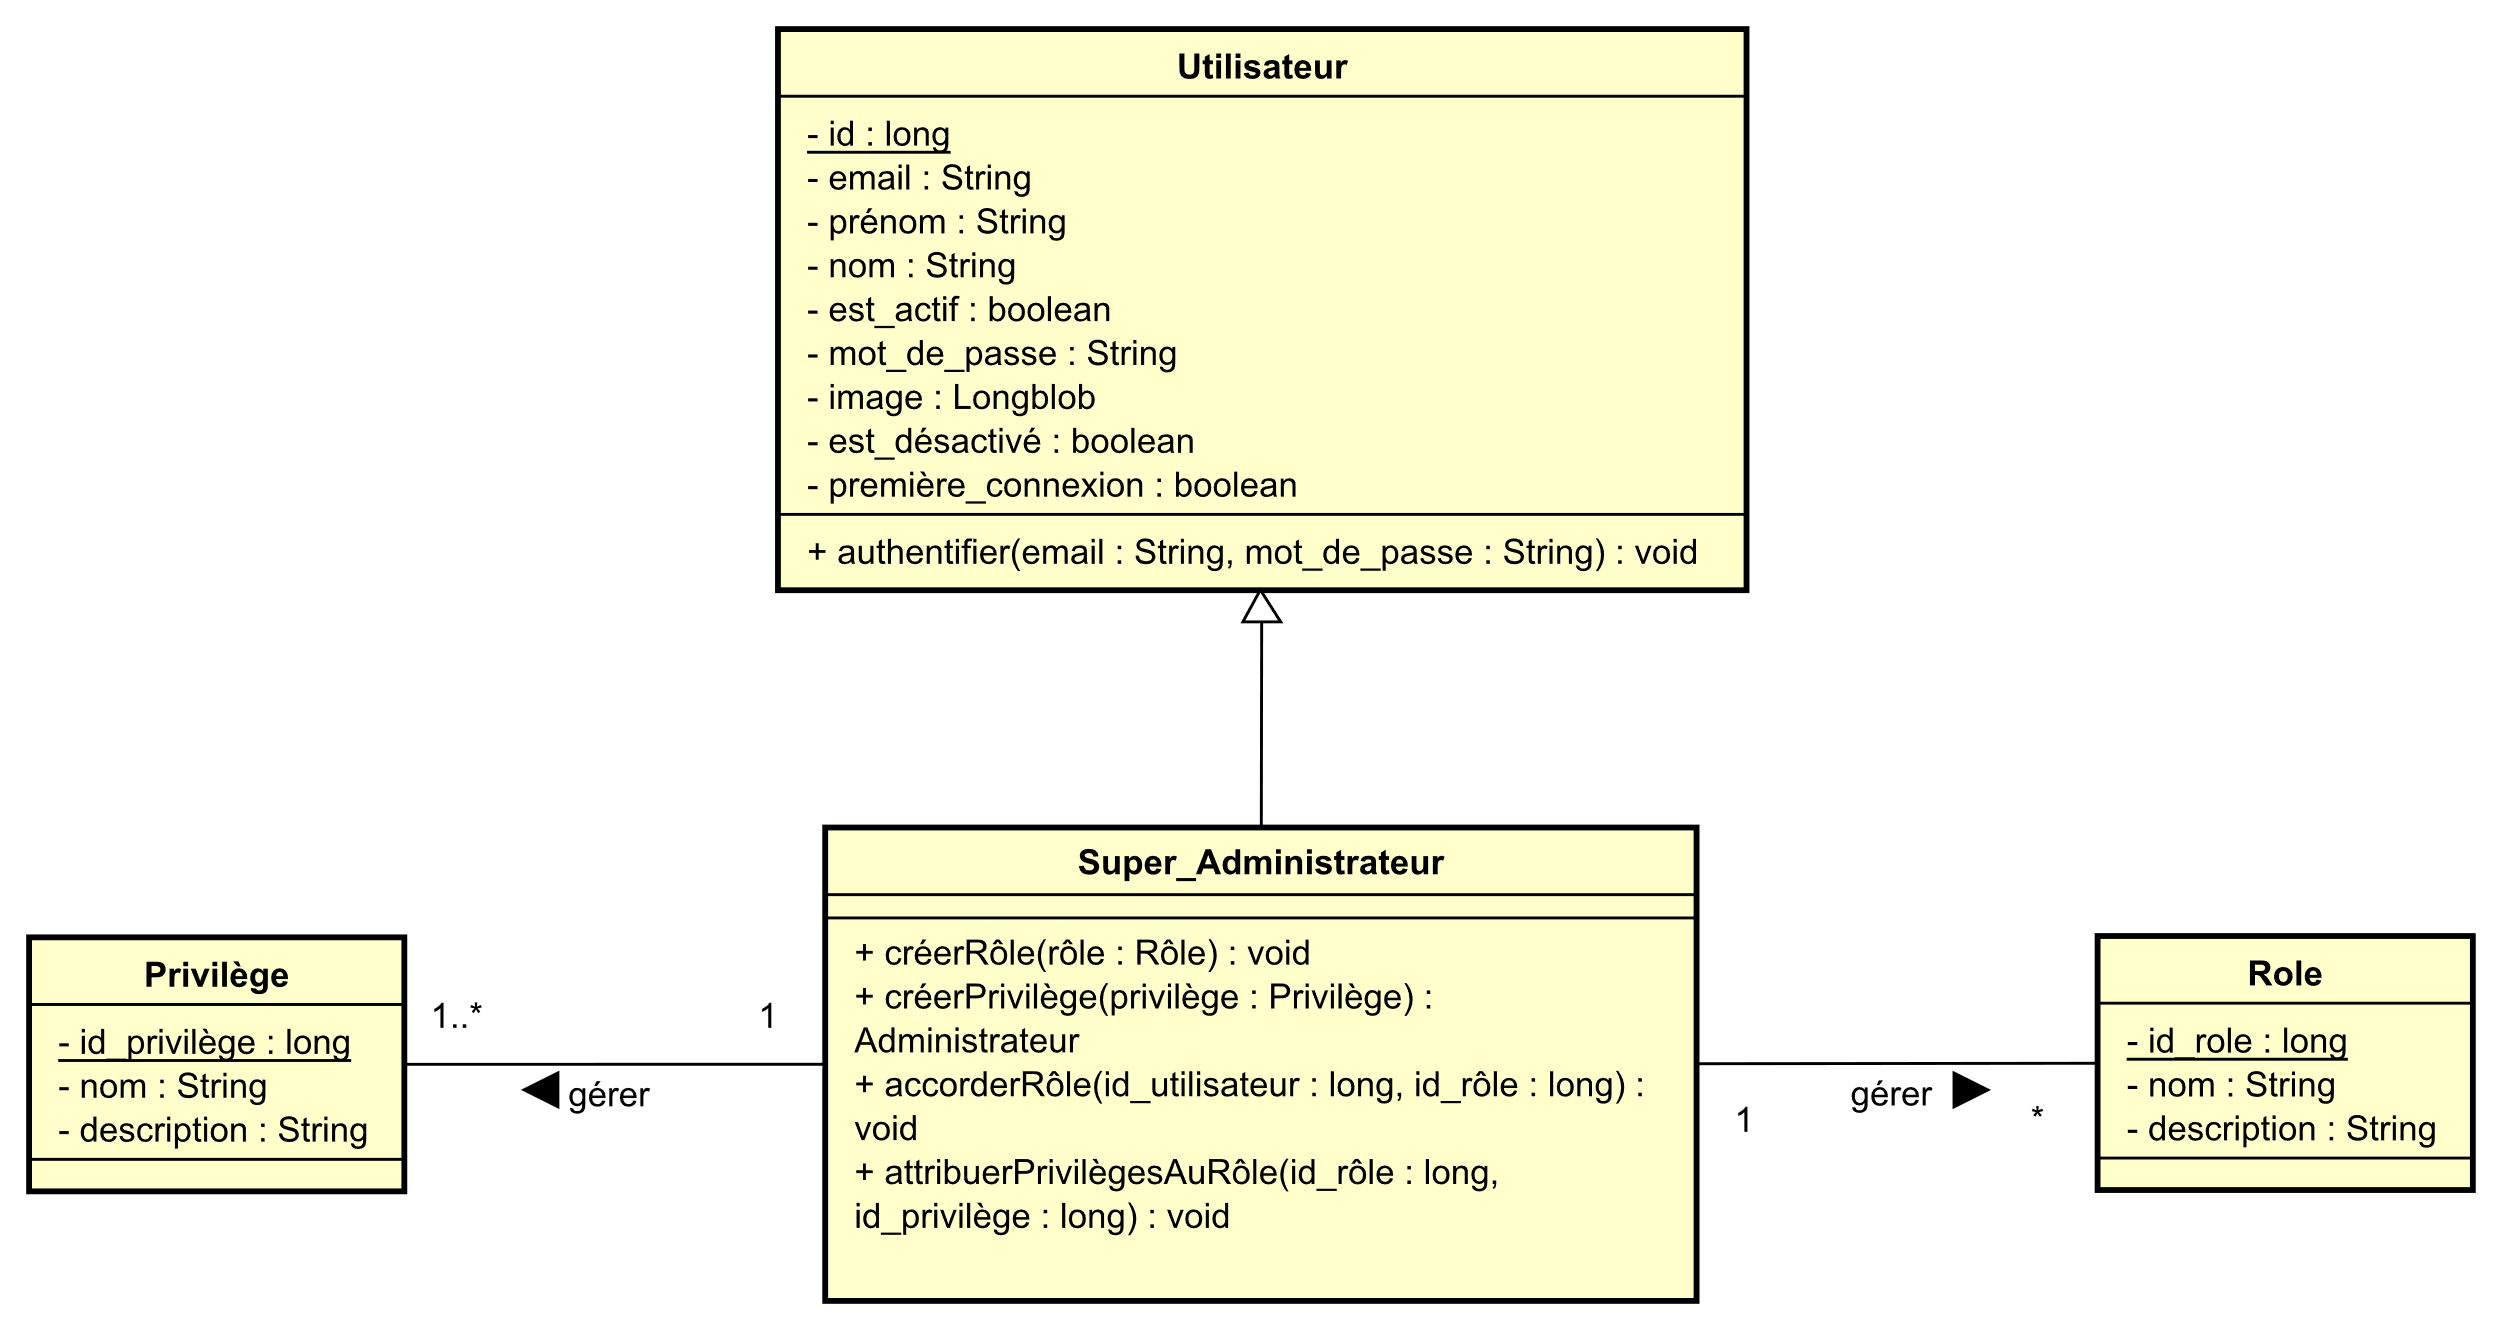 Utilisateur
- id : long
- email : String
- prénom : String
- nom : String
- est_actif : boolean
- mot_de_passe : String
- image : Longblob
- est_désactivé : boolean
- première_connexion : boolean
+ authentifier(email : String, mot_de_passe : String) : void
Privilège
- id_privilège : long
- nom : String
- description : String
1..*
1
gérer
Super_Administrateur
+ créerRôle(rôle : Rôle) : void
+ créerPrivilège(privilège : Privilège) :
Administrateur
+ accorderRôle(id_utilisateur : long, id_rôle : long) :
void
+ attribuerPrivilègesAuRôle(id_rôle : long,
id_privilège : long) : void
1
gérer
*
Role
- id_role : long
- nom : String
- description : String